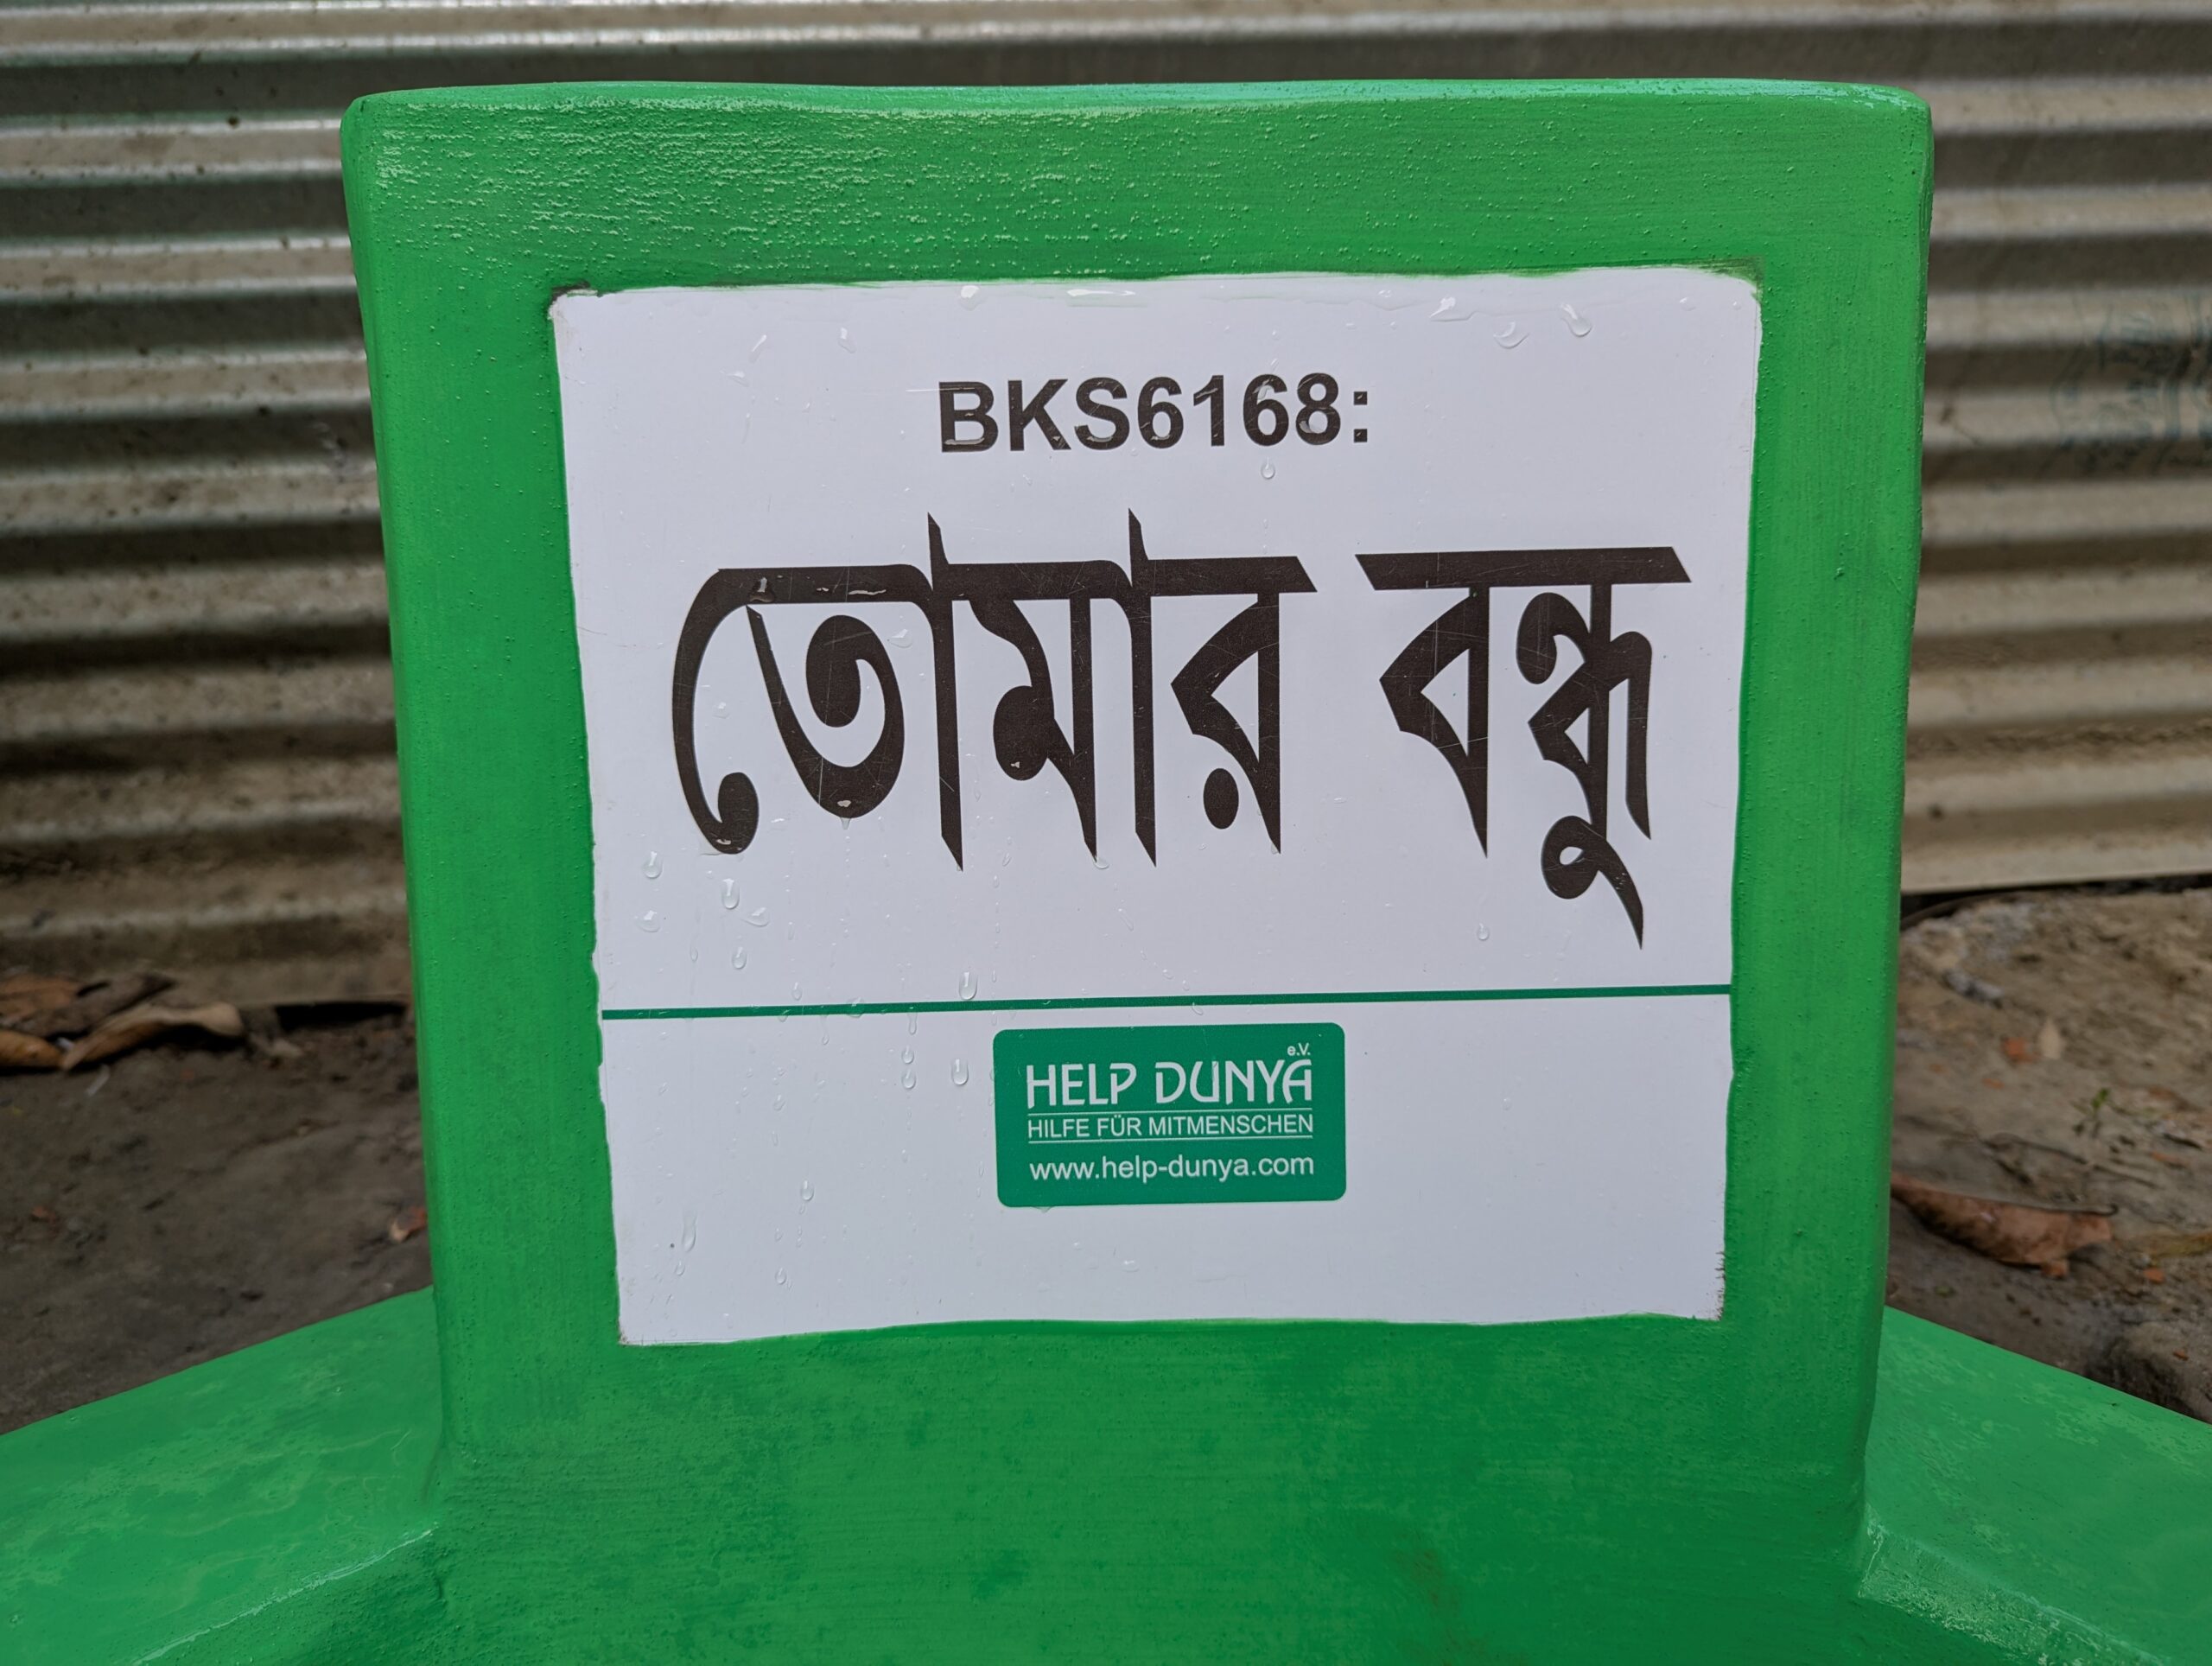 BKS6168:
তোমার বন্ধু
HELP DUNYA e.V.
HILFE FÜR MITMENSCHEN
www.help-dunya.com